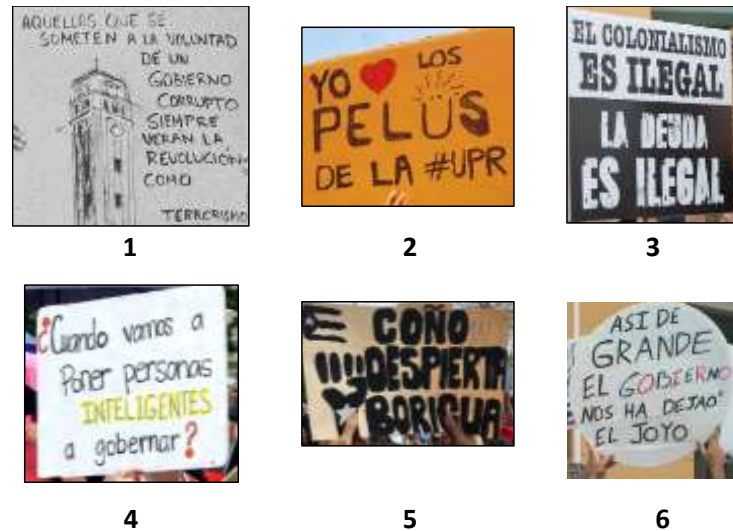 AQUELLOS QUE SE
SOMETEN A LA VOLUNTAD
DE UN
GOBIERNO
CORRUPTO
SIEMPRE
VERAN LA
REVOLUCIÓN
COMO
TERRORISMO
1
YO LOS
PELUS
DE LA #UPR
2
EL COLONIALISMO
ES ILEGAL
LA DEUDA
ES ILEGAL
3
¿Cuando vamos a
Poner personas
INTELIGENTES
a gobernar?
4
COÑO
DESPIERTA
BORICUA
5
ASI DE
GRANDE
EL GOBIERNO
NOS HA DEJAO'
EL JOYO
6